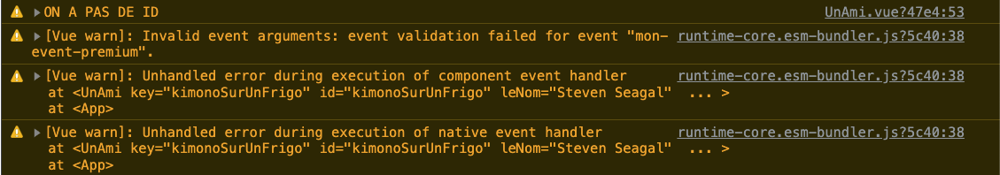 ON A PAS DE ID UnAmi.vue?47e4:53
[Vue warn]: Invalid event arguments: event validation failed for event "mon- runtime-core.esm-bundler.js?5c40:38
event-premium".
[Vue warn]: Unhandled error during execution of component event handler runtime-core.esm-bundler.js?5c40:38
at <UnAmi key="kimonoSurUnFrigo" id="kimonoSurUnFrigo" leNom="Steven Seagal" ... >
at <App>
[Vue warn]: Unhandled error during execution of native event handler runtime-core.esm-bundler.js?5c40:38
at <UnAmi key="kimonoSurUnFrigo" id="kimonoSurUnFrigo" leNom="Steven Seagal" ... >
at <App>